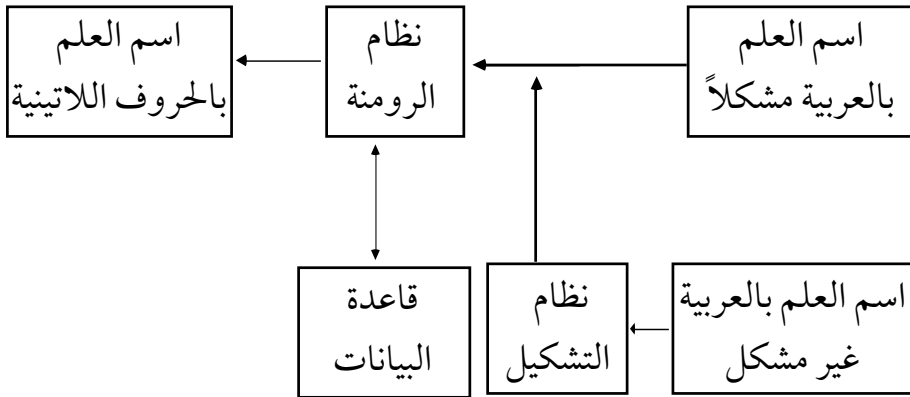 اسم العلم
بالعربية مشكلاً
نظام
الرومنة
اسم العلم
بالحروف اللاتينية
اسم العلم بالعربية
غير مشكل
نظام
التشكيل
قاعدة
البيانات